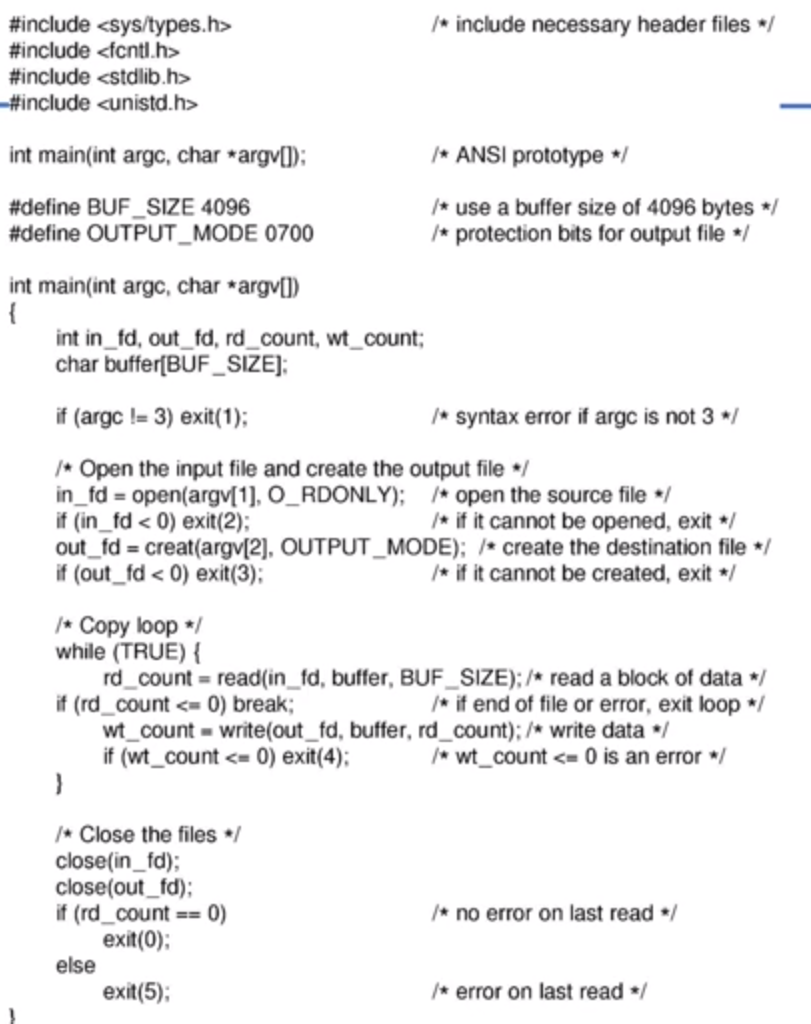 #include <sys/types.h> /* include necessary header files */
#include <fcntl.h>
#include <stdlib.h>
#include <unistd.h>
int main(int argc, char *argv[]); /* ANSI prototype */
#define BUF_SIZE 4096 /* use a buffer size of 4096 bytes */
#define OUTPUT_MODE 0700 /* protection bits for output file */
int main(int argc, char *argv[])
{
int in_fd, out_fd, rd_count, wt_count;
char buffer[BUF_SIZE];
if (argc != 3) exit(1); /* syntax error if argc is not 3 */
/* Open the input file and create the output file */
in_fd = open(argv[1], O_RDONLY); /* open the source file */
if (in_fd < 0) exit(2); /* if it cannot be opened, exit */
out_fd = creat(argv[2], OUTPUT_MODE); /* create the destination file */
if (out_fd < 0) exit(3); /* if it cannot be created, exit */
/* Copy loop */
while (TRUE) {
rd_count = read(in_fd, buffer, BUF_SIZE); /* read a block of data */
if (rd_count <= 0) break; /* if end of file or error, exit loop */
wt_count = write(out_fd, buffer, rd_count); /* write data */
if (wt_count <= 0) exit(4); /* wt_count <= 0 is an error */
}
/* Close the files */
close(in_fd);
close(out_fd);
if (rd_count == 0) /* no error on last read */
exit(0);
else
exit(5); /* error on last read */
}